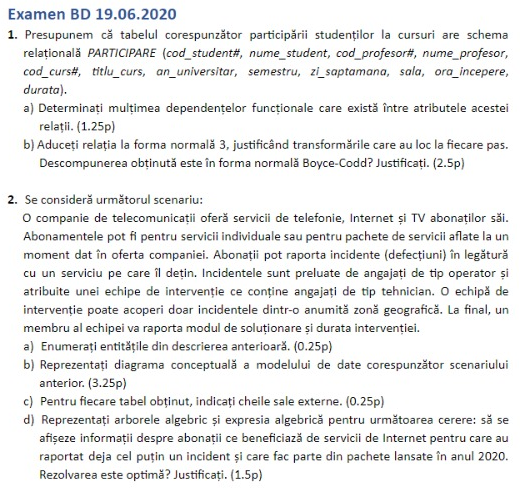 Examen BD 19.06.2020
1. Presupunem că tabelul corespunzător participării studenților la cursuri are schema
relațională PARTICIPARE (cod_student#, nume_student, cod_profesor#, nume_profesor,
cod_curs#, titlu_curs, an_universitar, semestru, zi_saptamana, sala, ora_incepere,
durata).
a) Determinați mulțimea dependențelor funcționale care există între atributele acestei
relații. (1.25p)
b) Aduceți relația la forma normală 3, justificând transformările care au loc la fiecare pas.
Descompunerea obținută este în forma normală Boyce-Codd? Justificați. (2.5p)
2. Se consideră următorul scenariu:
O companie de telecomunicații oferă servicii de telefonie, Internet și TV abonaților săi.
Abonamentele pot fi pentru servicii individuale sau pentru pachete de servicii aflate la un
moment dat în oferta companiei. Abonații pot raporta incidente (defecțiuni) în legătură
cu un serviciu pe care îl dețin. Incidentele sunt preluate de angajați de tip operator și
atribuite unei echipe de intervenție ce conține angajați de tip tehnician. O echipă de
intervenție poate acoperi doar incidentele dintr-o anumită zonă geografică. La final, un
membru al echipei va raporta modul de soluționare și durata intervenției.
a) Enumerați entitățile din descrierea anterioară. (0.25p)
b) Reprezentați diagrama conceptuală a modelului de date corespunzător scenariului
anterior. (3.25p)
c) Pentru fiecare tabel obținut, indicați cheile sale externe. (0.25p)
d) Reprezentați arborele algebric și expresia algebrică pentru următoarea cerere: să se
afișeze informații despre abonații ce beneficiază de servicii de Internet pentru care au
raportat deja cel puțin un incident și care fac parte din pachete lansate în anul 2020.
Rezolvarea este optimă? Justificați. (1.5p)